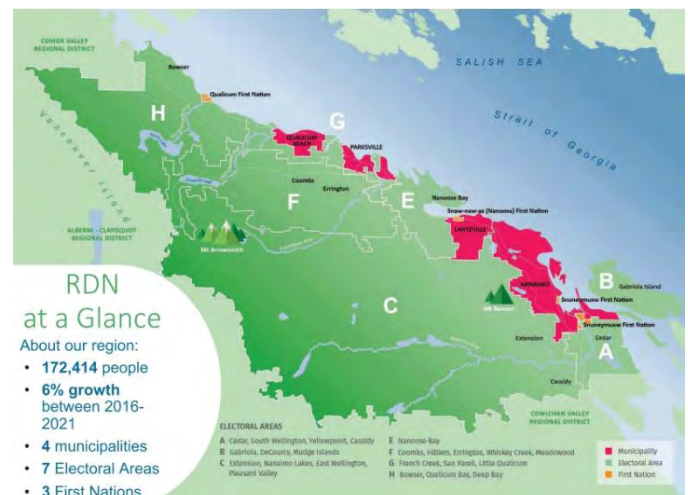 COMOX VALLEY
REGIONAL DISTRICT
SALISH SEA
Bowser
Qualicum First Nation
H
G
Strait of Georgia
Vancouver Island
QUALICUM
BEACH
PARKSVILLE
Coombs
Errington
E
Nanoose Bay
F
Snaw-naw-as (Nanoose) First Nation
LANTZVILLE
ALBERNI - CLAYOQUOT
REGIONAL DISTRICT
Mt Arrowsmith
B
Gabriola Island
NANAIMO
C
Mt Benson
Snuneymuxw First Nation
Snuneymuxw First Nation
Extension
Cedar
A
Cassidy
COWICHAN VALLEY
REGIONAL DISTRICT
RDN
at a Glance
About our region:
• 172,414 people
• 6% growth
between 2016-
2021
• 4 municipalities
• 7 Electoral Areas
• 3 First Nations
ELECTORAL AREAS
A Cedar, South Wellington, Yellowpoint, Cassidy
B Gabriola, DeCourcy, Mudge Islands
C Extension, Nanaimo Lakes, East Wellington,
Pleasant Valley
E Nanoose Bay
F Coombs, Hilliers, Errington, Whiskey Creek, Meadowood
G French Creek, San Pareil, Little Qualicum
H Bowser, Qualicum Bay, Deep Bay
Municipality
Electoral Area
First Nation